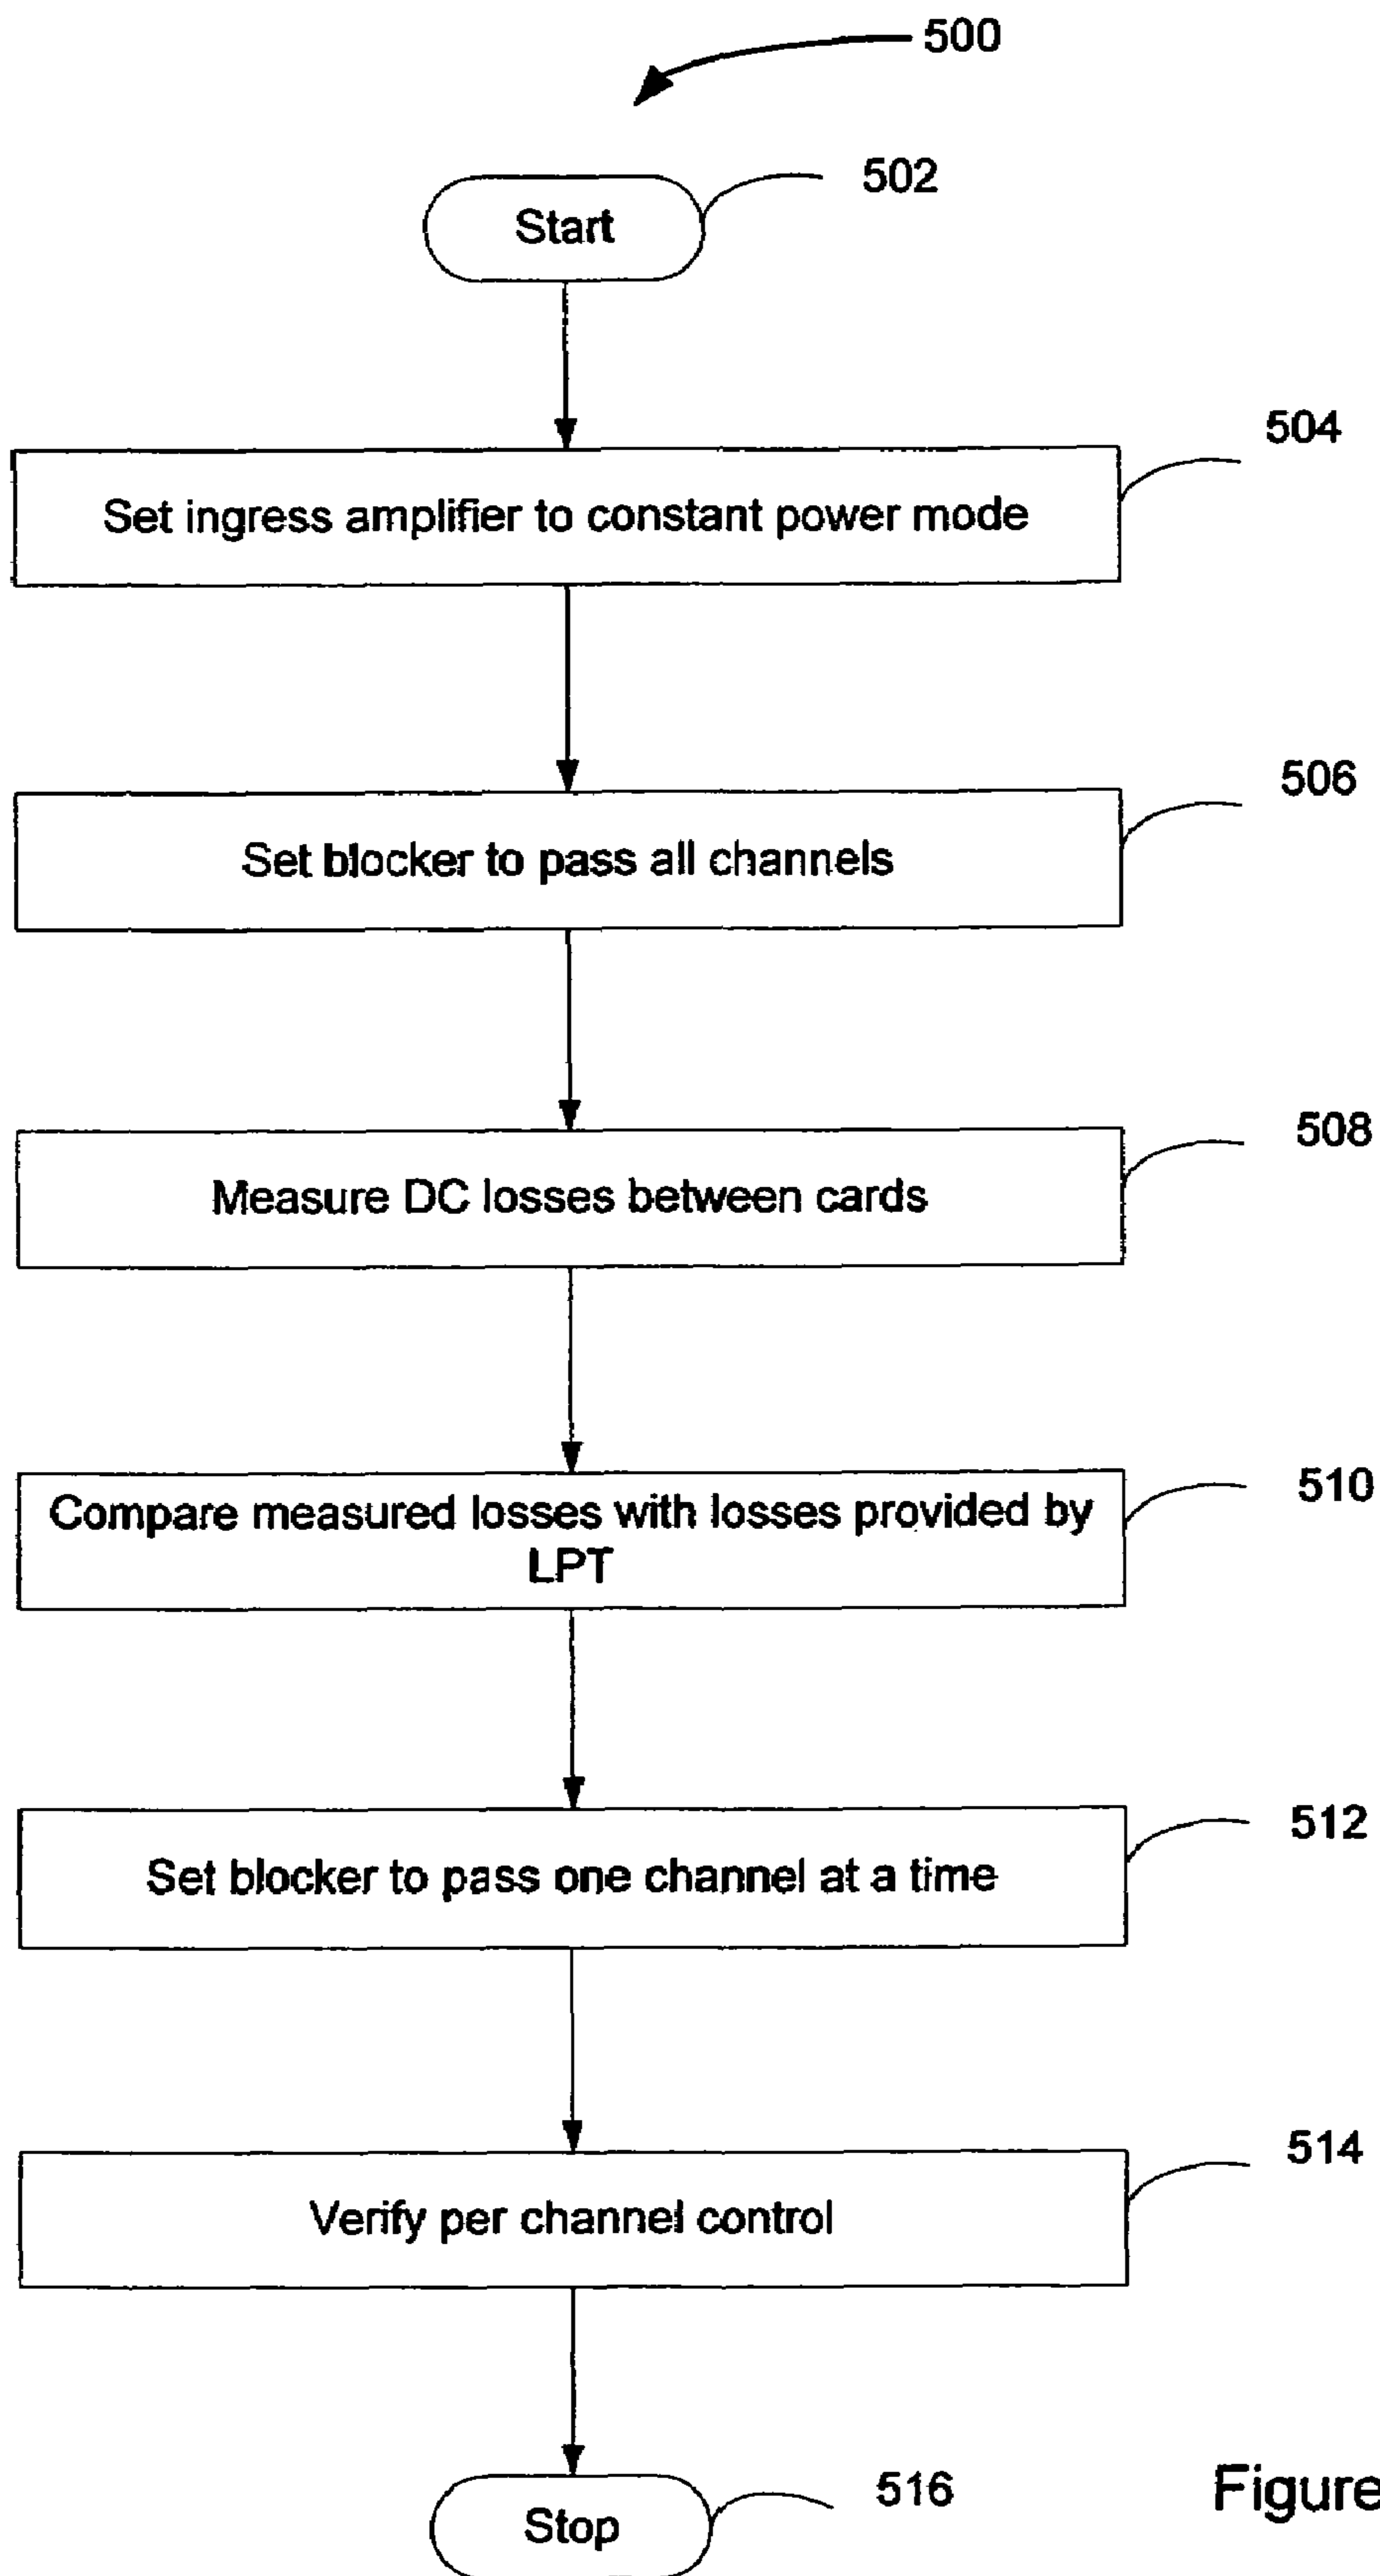 500
502
Start
504
Set ingress amplifier to constant power mode
506
Set blocker to pass all channels
508
Measure DC losses between cards
510
Compare measured losses with losses provided by
LPT
512
Set blocker to pass one channel at a time
514
Verify per channel control
516
Stop
Figure